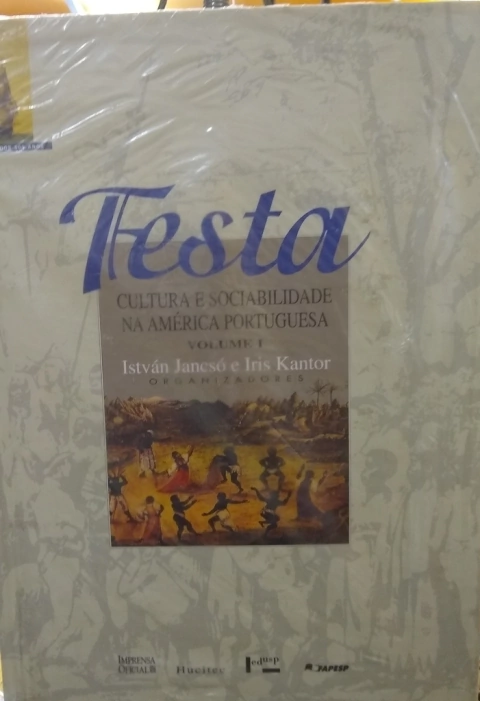 Festa
CULTURA E SOCIABILIDADE
NA AMÉRICA PORTUGUESA
VOLUME I
István Jancsó e Iris Kantor
ORGANIZADORES
IMPRENSA
OFICIAL
Hucitec
edusp
FAPESP